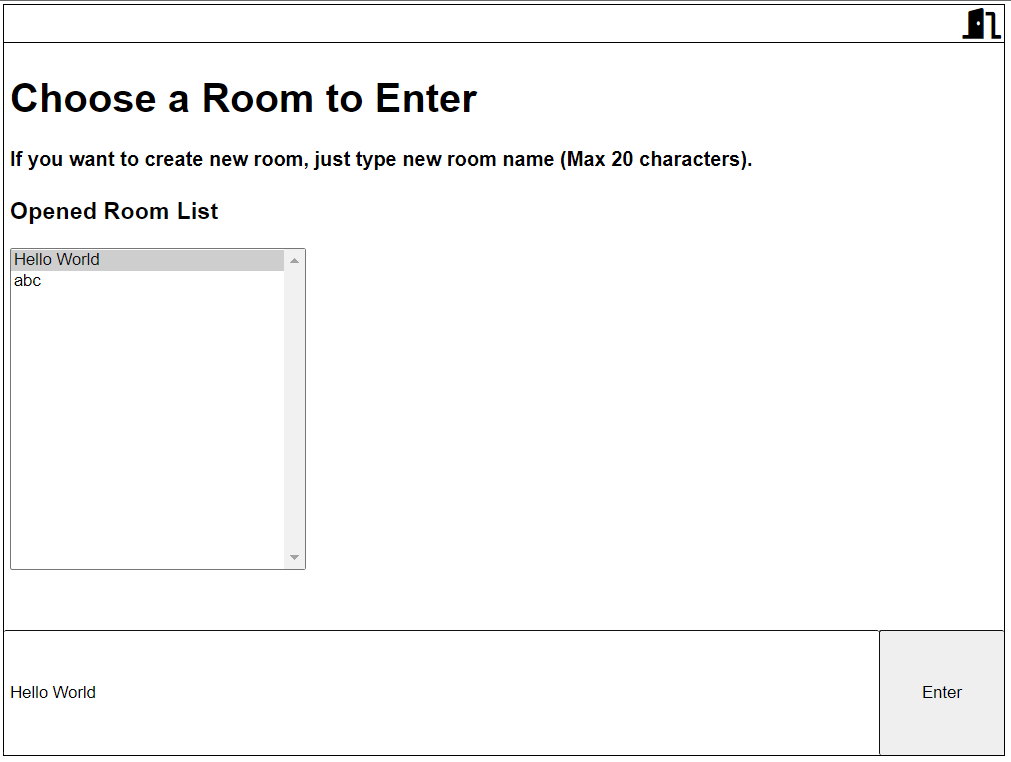 Choose a Room to Enter
If you want to create new room, just type new room name (Max 20 characters).
Opened Room List
Hello World
abc
Hello World
Enter